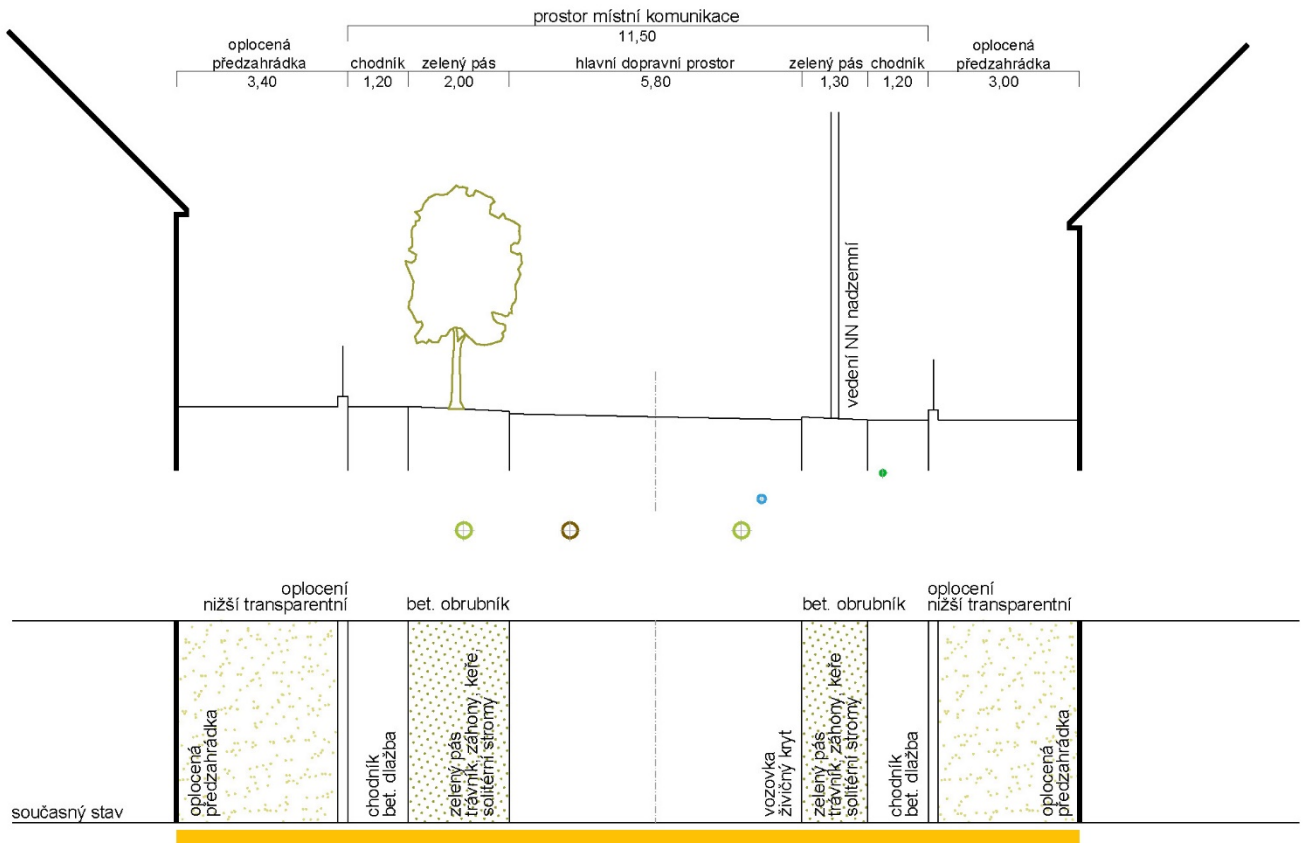 prostor místní komunikace
11,50
oplocená
předzahrádka
3,40
chodník
1,20
zelený pás
2,00
hlavní dopravní prostor
5,80
zelený pás
1,30
chodník
1,20
oplocená
předzahrádka
3,00
vedení NN nadzemní
oplocení
nižší transparentní
bet. obrubník
bet. obrubník
oplocení
nižší transparentní
oplocená
předzahrádka
chodník
bet. dlažba
zelený pás
trávník, záhony, keře,
solitérní stromy
vozovka
živičný kryt
zelený pás
trávník, záhony, keře
solitérní stromy
chodník
bet. dlažba
oplocená
předzahrádka
současný stav